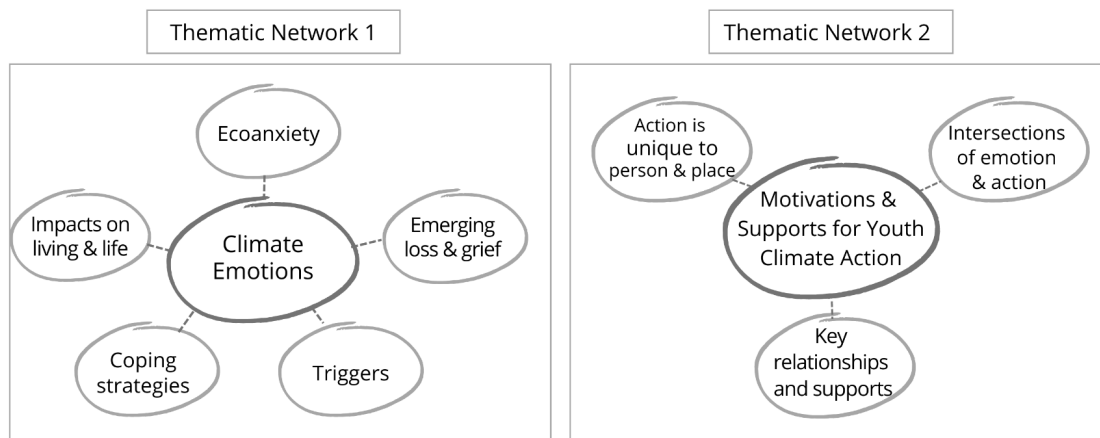 Thematic Network 1
Ecoanxiety
Impacts on
living & life
Climate
Emotions
Emerging
loss & grief
Coping
strategies
Triggers
Thematic Network 2
Action is
unique to
person & place
Intersections
of emotion
& action
Motivations &
Supports for Youth
Climate Action
Key
relationships
and supports